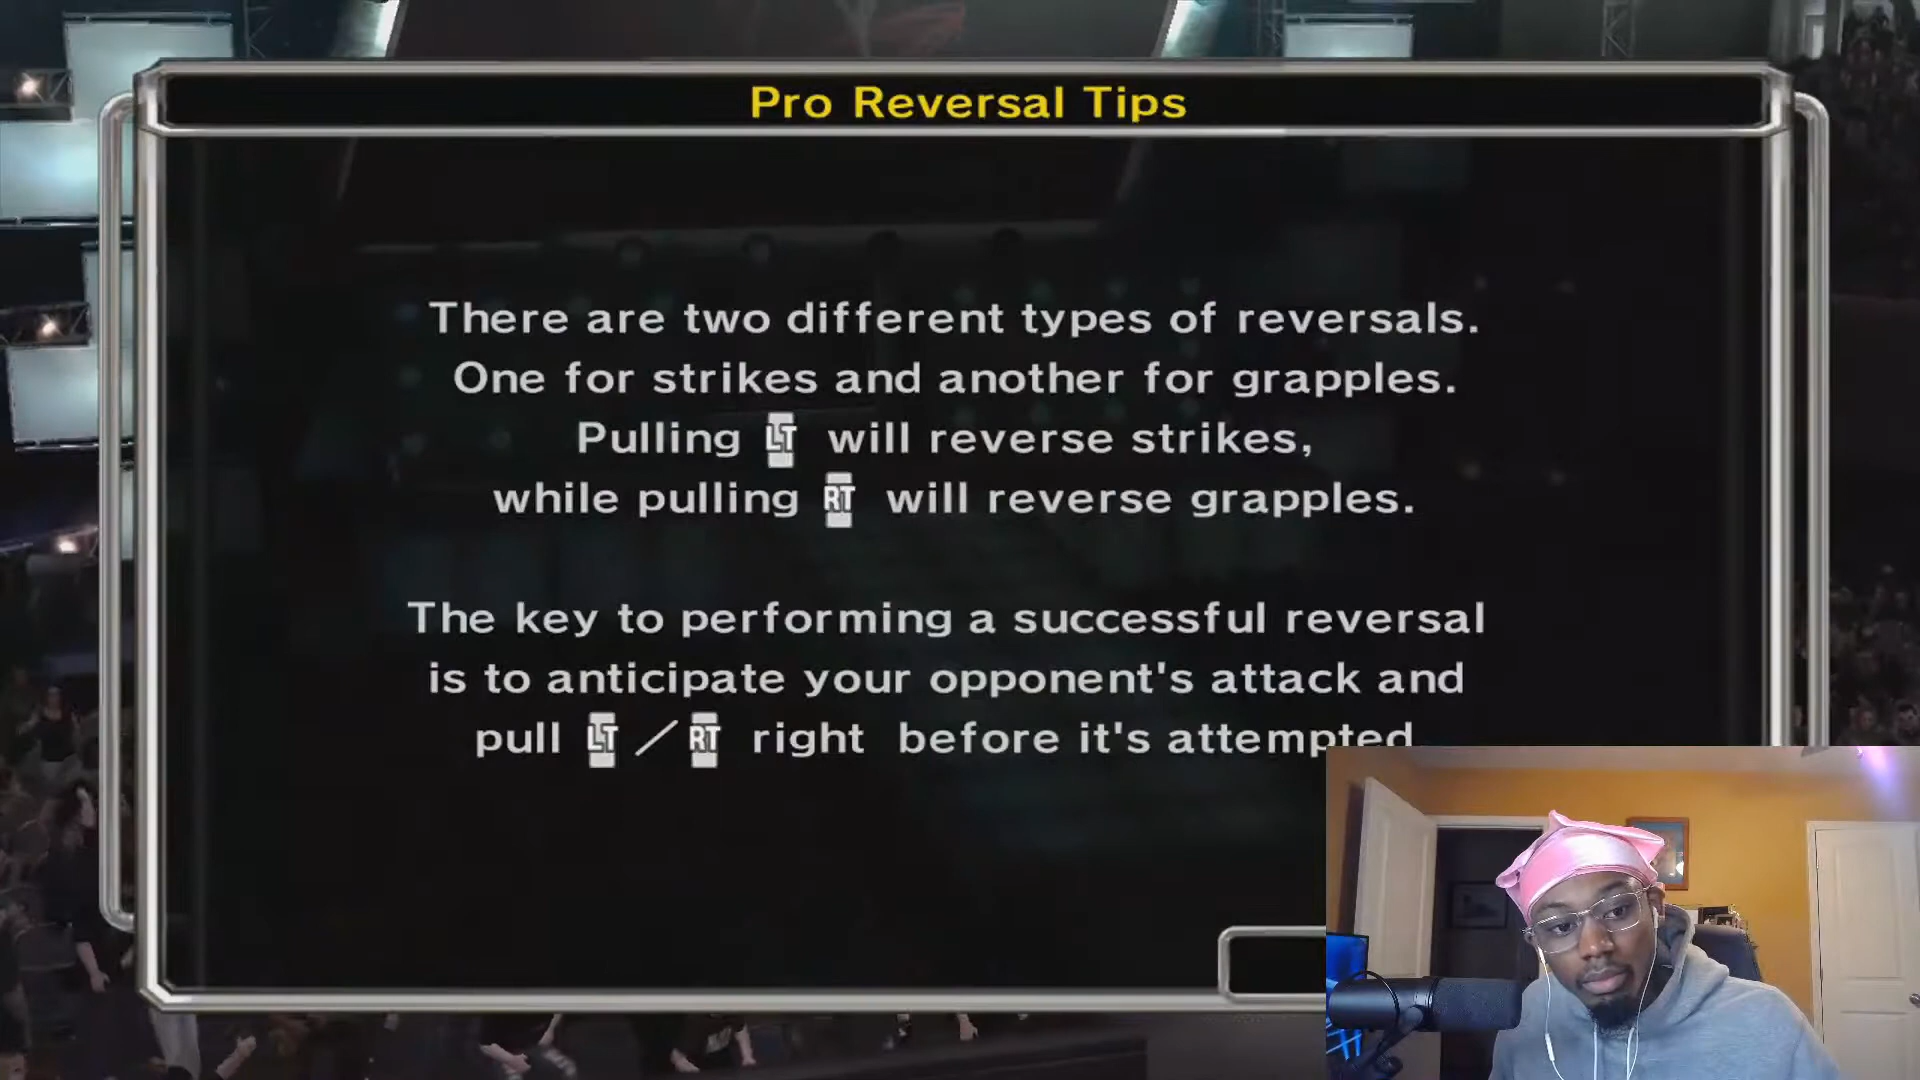 Pro Reversal Tips
There are two different types of reversals.
One for strikes and another for grapples.
Pulling LT will reverse strikes,
while pulling RT will reverse grapples.
The key to performing a successful reversal
is to anticipate your opponent's attack and
pull LT / RT right before it's attempted